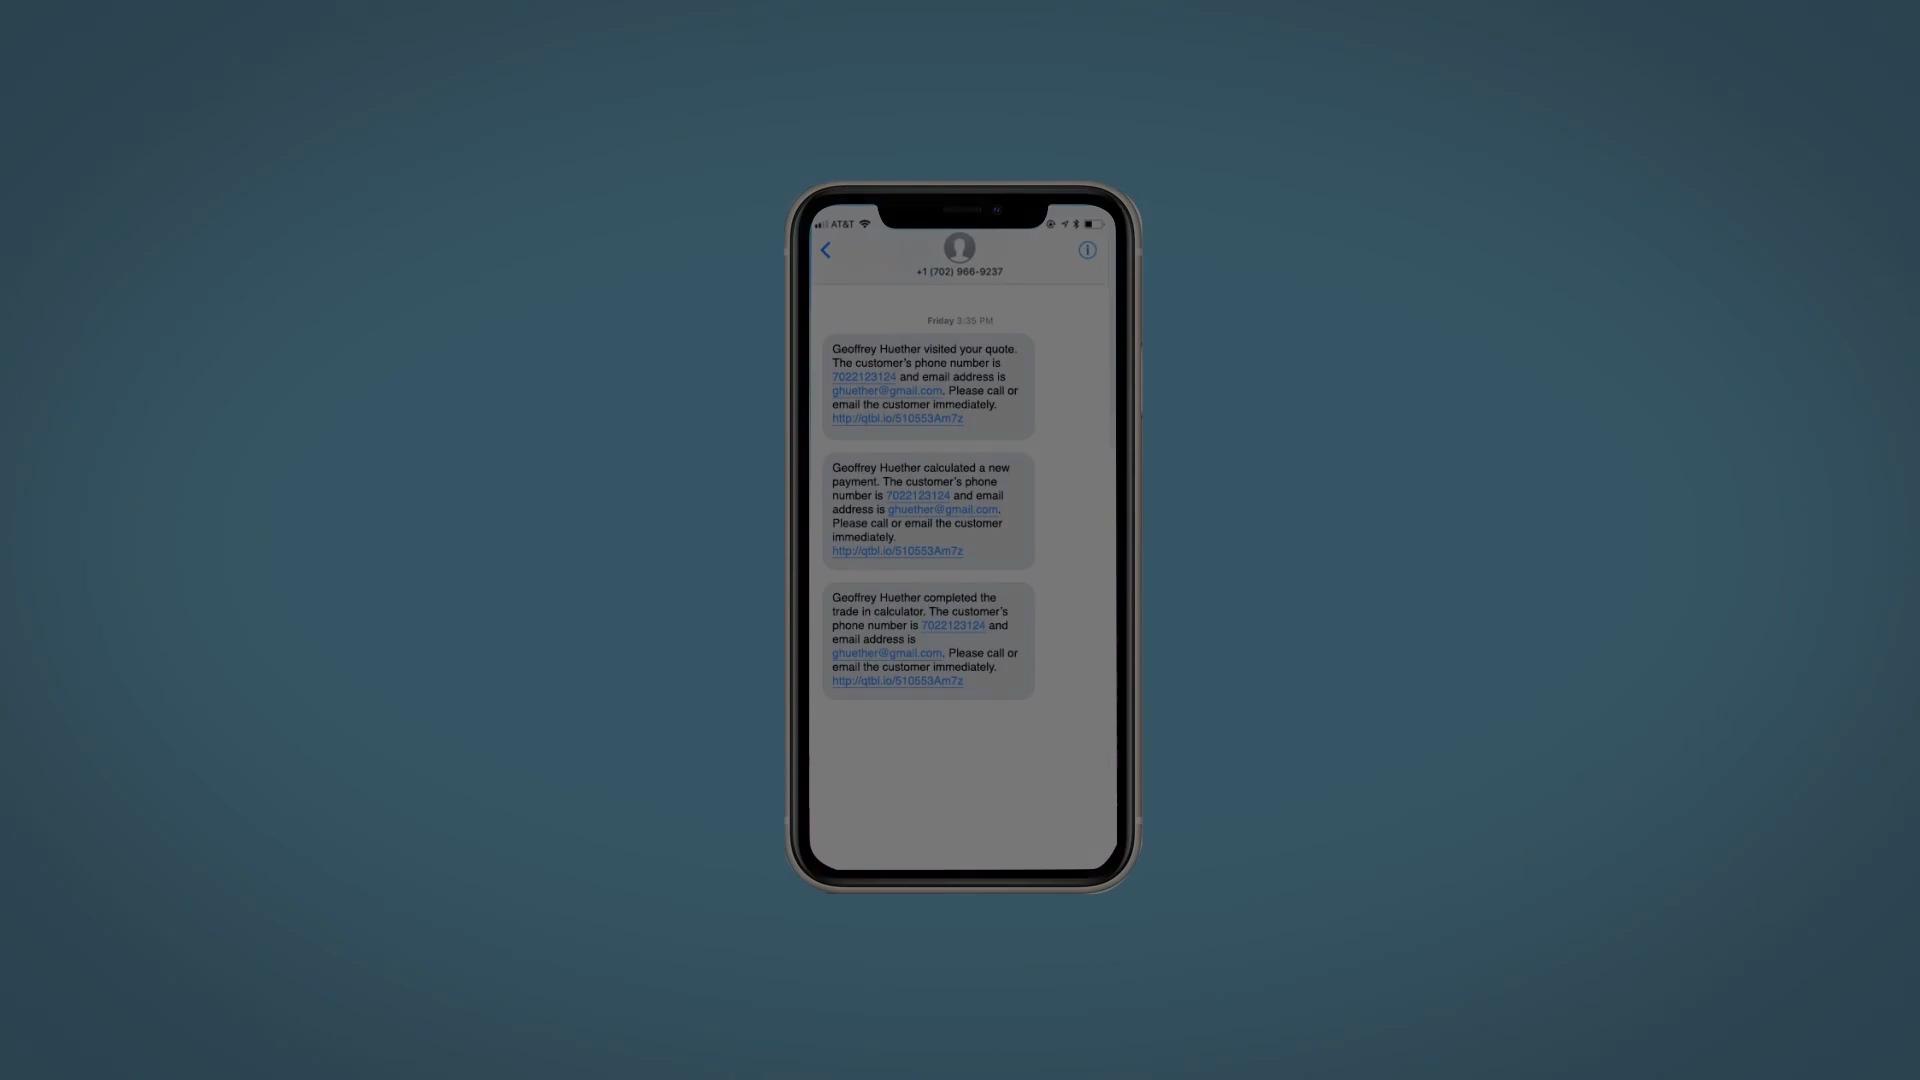 AT&T
+1 (702) 966-9237
Friday 3:35 PM
Geoffrey Huether visited your quote.
The customer's phone number is
7022123124 and email address is
ghuether@gmail.com. Please call or
email the customer immediately.
http://qtbl.io/510553Am7z
Geoffrey Huether calculated a new
payment. The customer's phone
number is 7022123124 and email
address is ghuether@gmail.com.
Please call or email the customer
immediately.
http://qtbl.io/510553Am7z
Geoffrey Huether completed the
trade in calculator. The customer's
phone number is 7022123124 and
email address is
ghuether@gmail.com. Please call or
email the customer immediately.
http://qtbl.io/510553Am7z